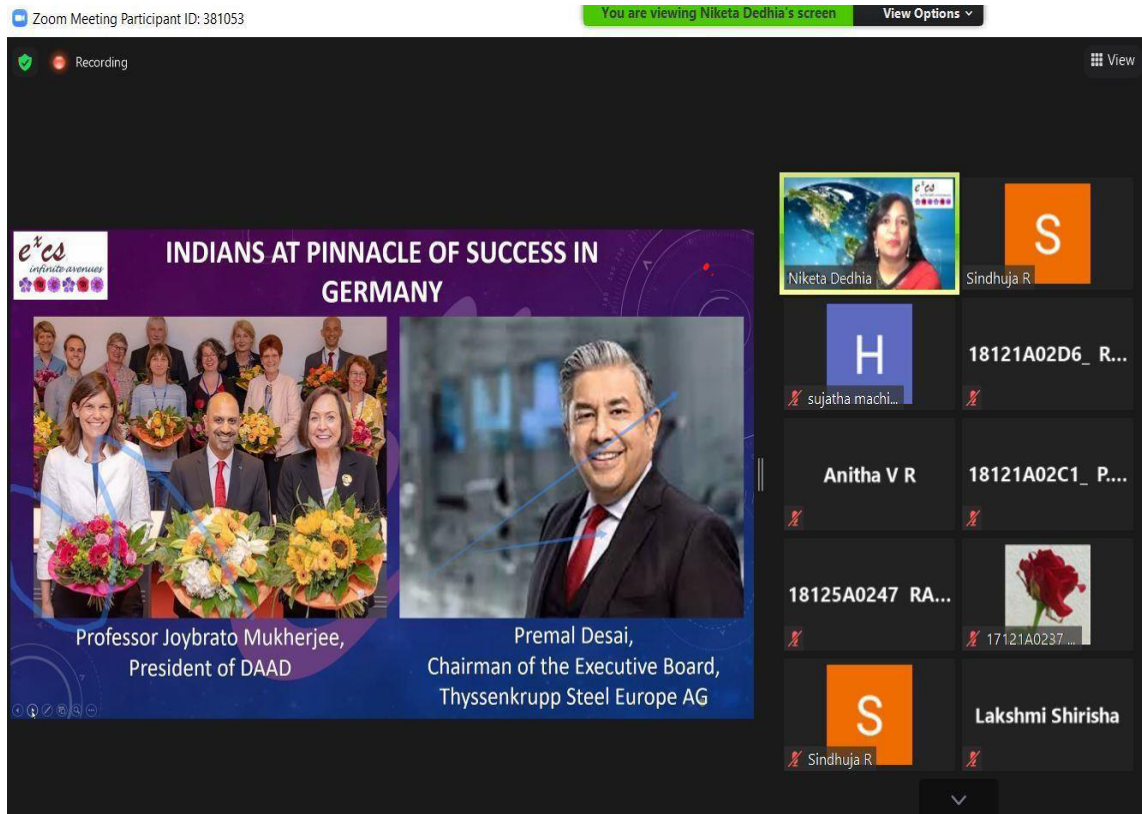 Zoom Meeting Participant ID: 381053
You are viewing Niketa Dedhia's screen
View Options
Recording
View
excs
infinite avenues
INDIANS AT PINNACLE OF SUCCESS IN
GERMANY
Professor Joybrato Mukherjee,
President of DAAD
Premal Desai,
Chairman of the Executive Board,
Thyssenkrupp Steel Europe AG
excs
Niketa Dedhia
S
Sindhuja R
H
sujatha machi...
18121A02D6_ R...
Anitha V R
18121A02C1_ P....
18125A0247 RA...
17121A0237 ...
S
Sindhuja R
Lakshmi Shirisha